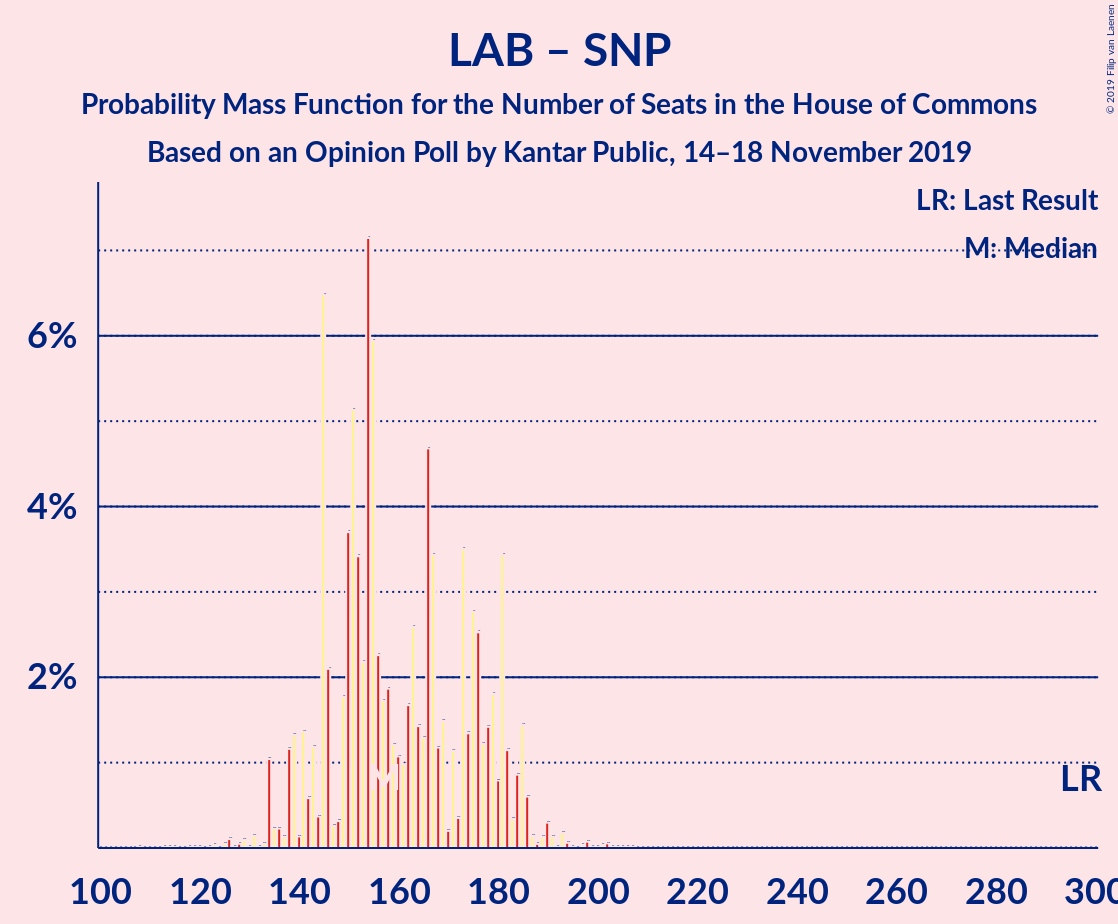 LAB – SNP
Probability Mass Function for the Number of Seats in the House of Commons
Based on an Opinion Poll by Kantar Public, 14–18 November 2019
© 2019 Filip van Laenen
LR: Last Result
M: Median
6%
4%
2%
M
LR
100 120 140 160 180 200 220 240 260 280 300